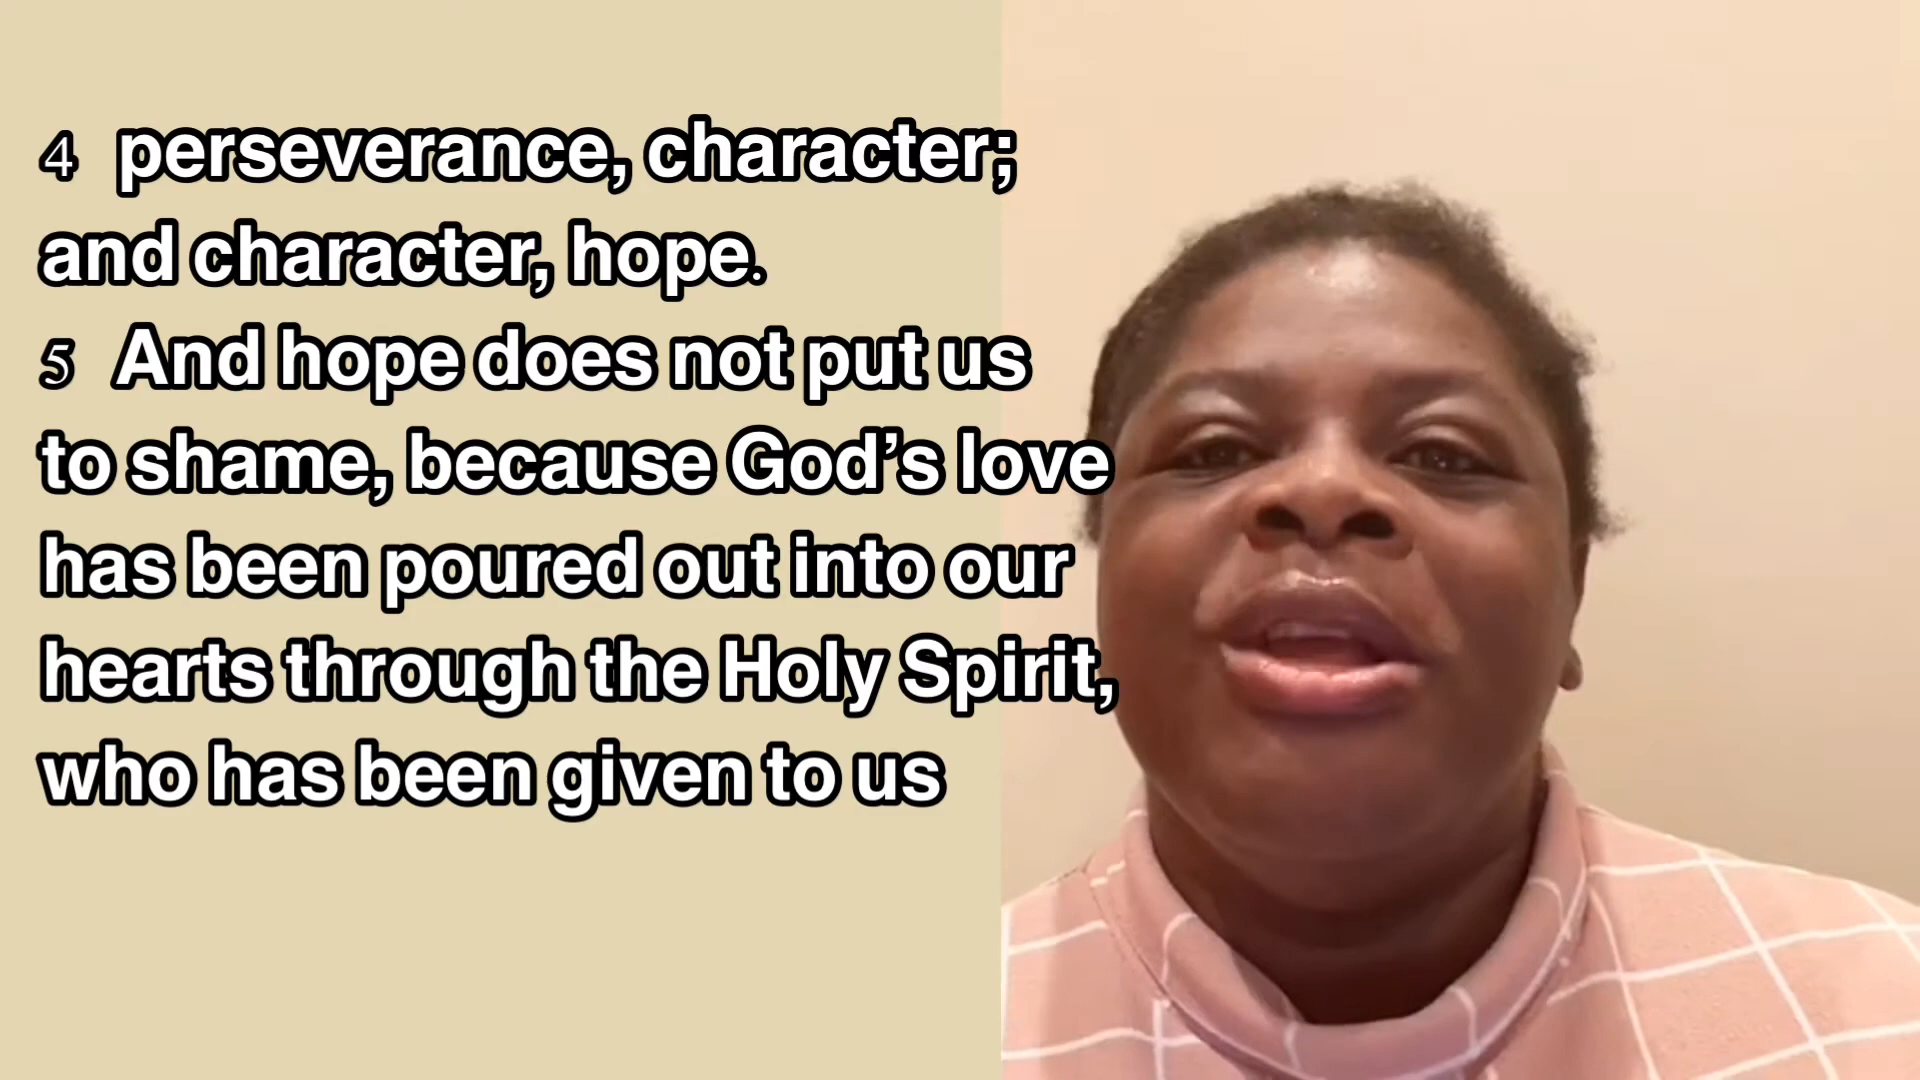 4 perseverance, character;
and character, hope.
5 And hope does not put us
to shame, because God’s love
has been poured out into our
hearts through the Holy Spirit,
who has been given to us